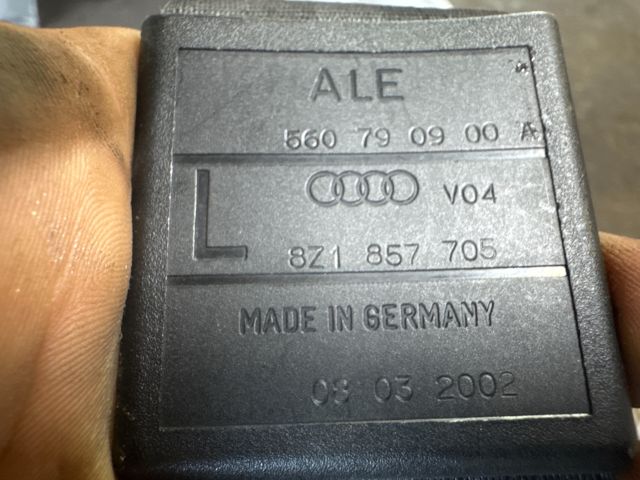 ALE
560 79 09 00 A
L V04
8Z1 857 705
MADE IN GERMANY
08 03 2002